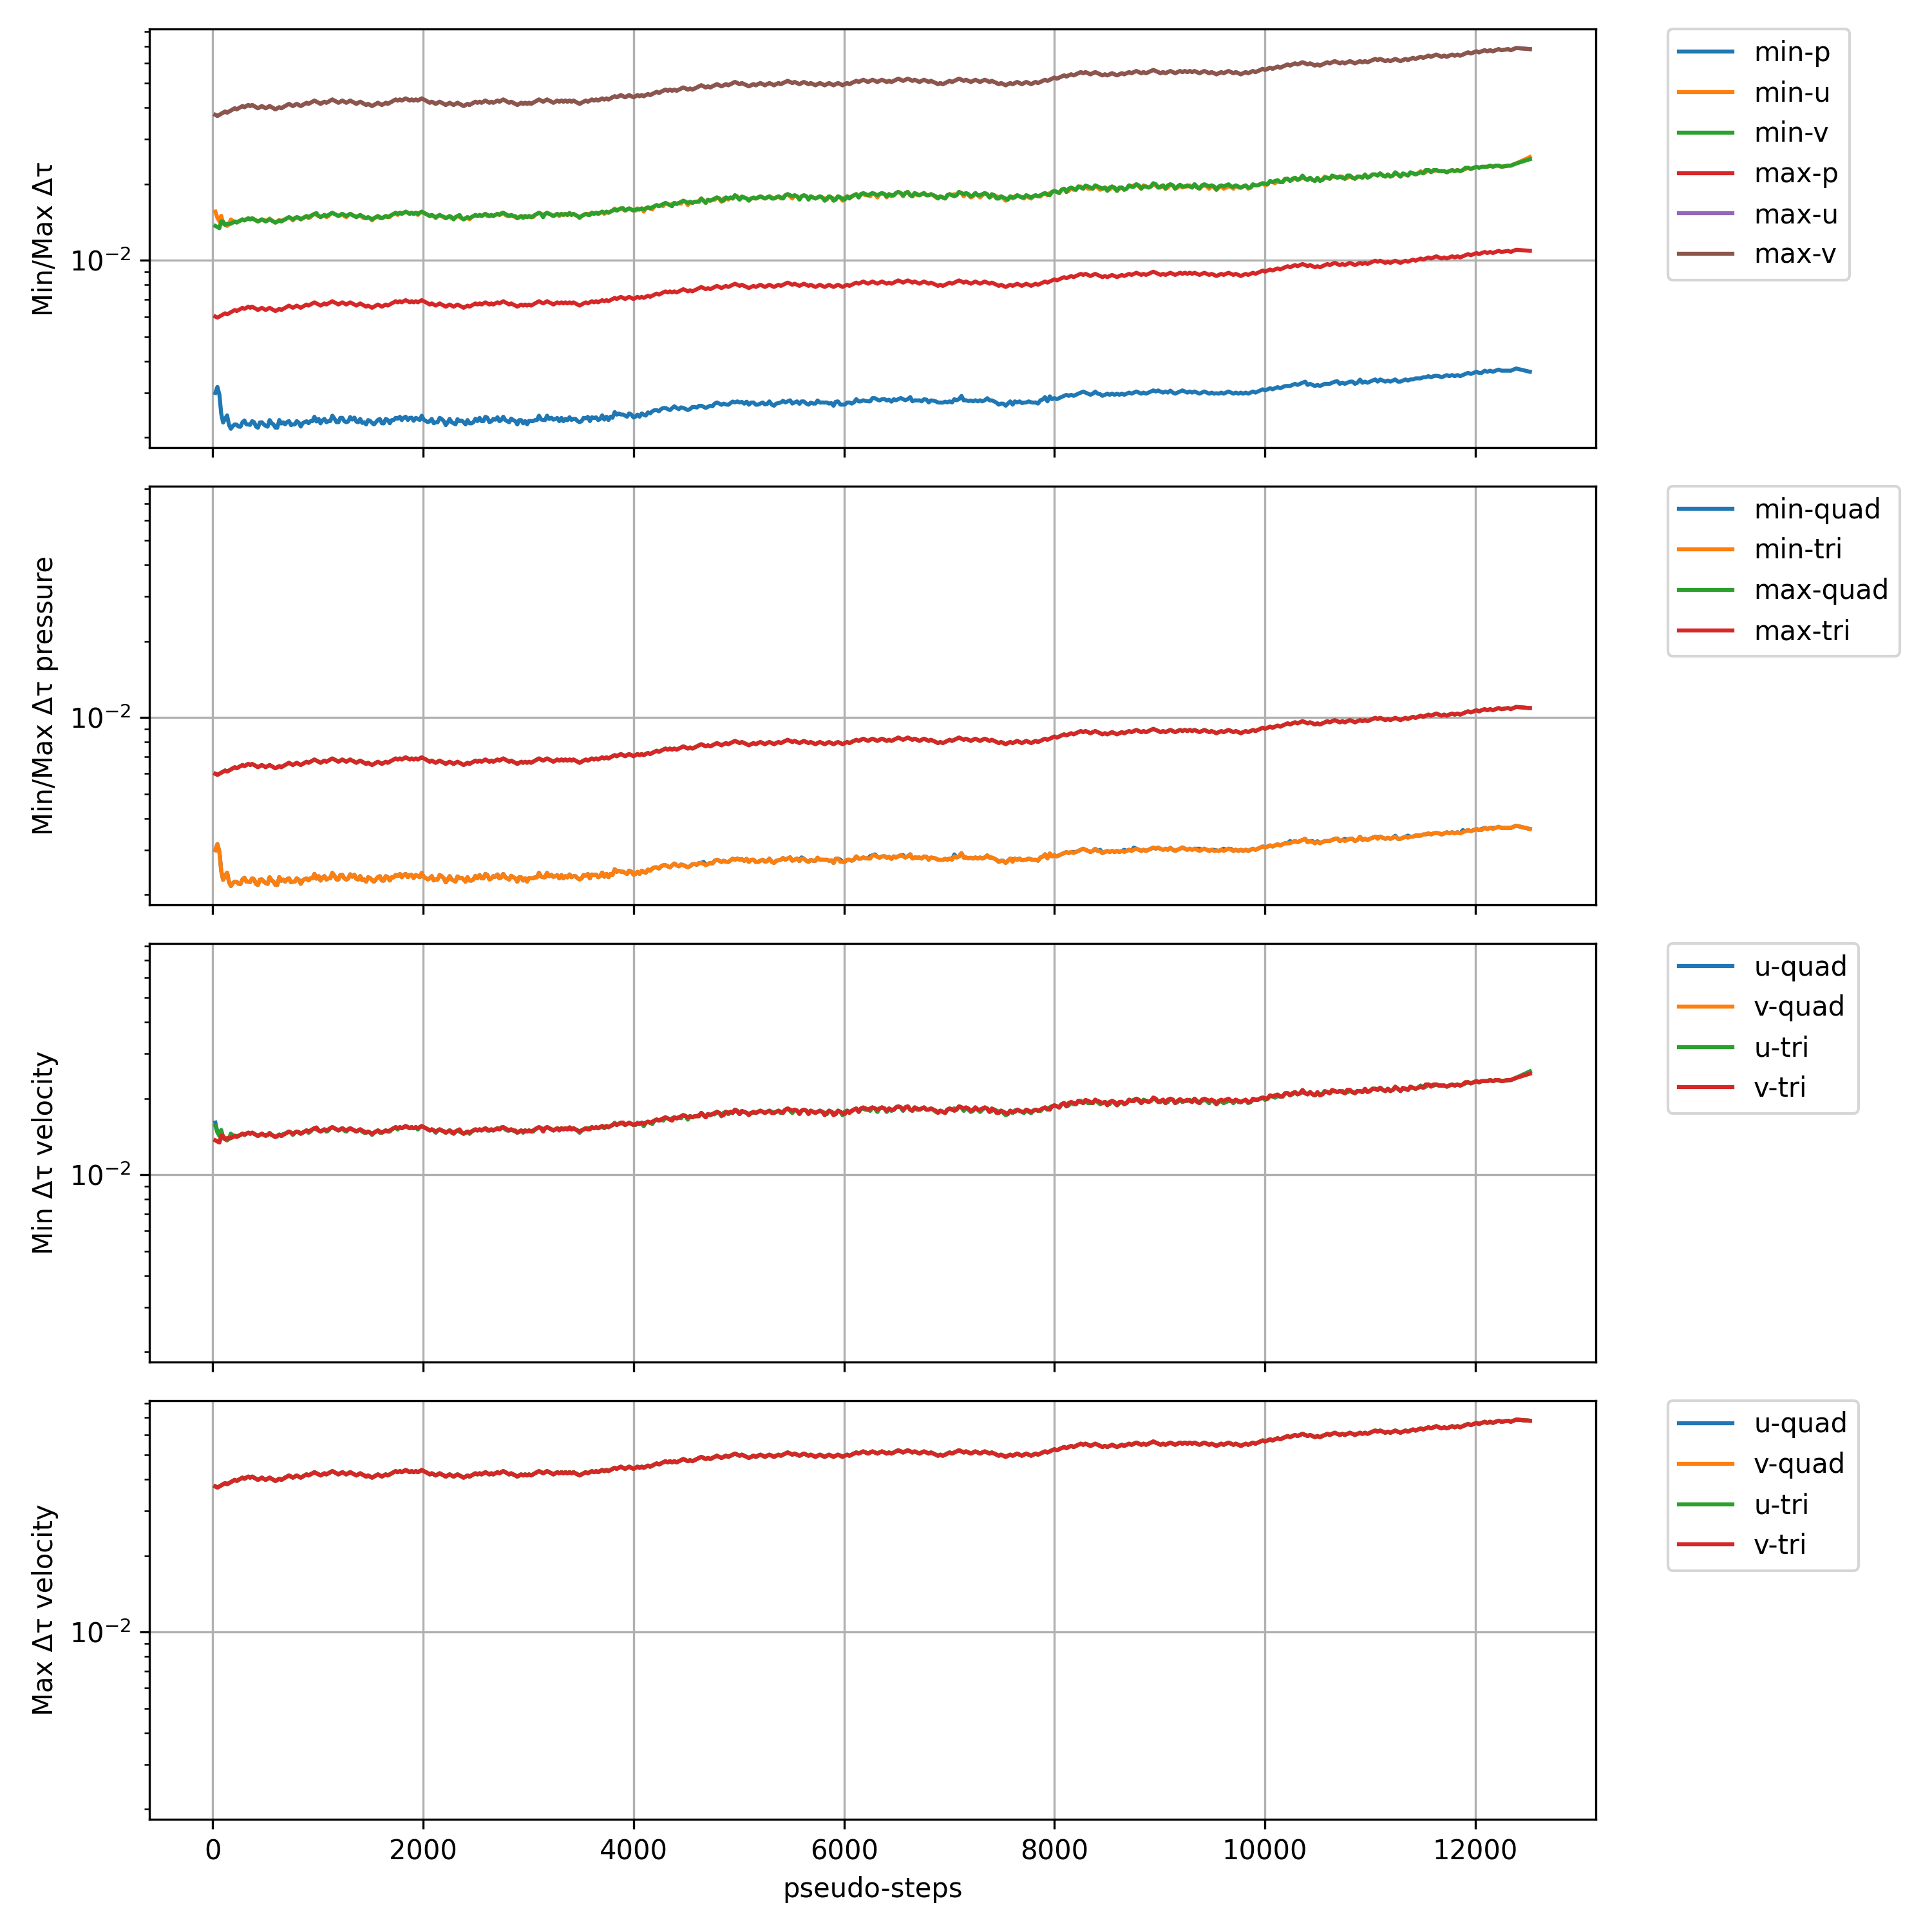 Min/Max Δτ
10⁻²
min-p
min-u
min-v
max-p
max-u
max-v
Min/Max Δτ pressure
10⁻²
min-quad
min-tri
max-quad
max-tri
Min Δτ velocity
10⁻²
u-quad
v-quad
u-tri
v-tri
Max Δτ velocity
10⁻²
u-quad
v-quad
u-tri
v-tri
0 2000 4000 6000 8000 10000 12000
pseudo-steps